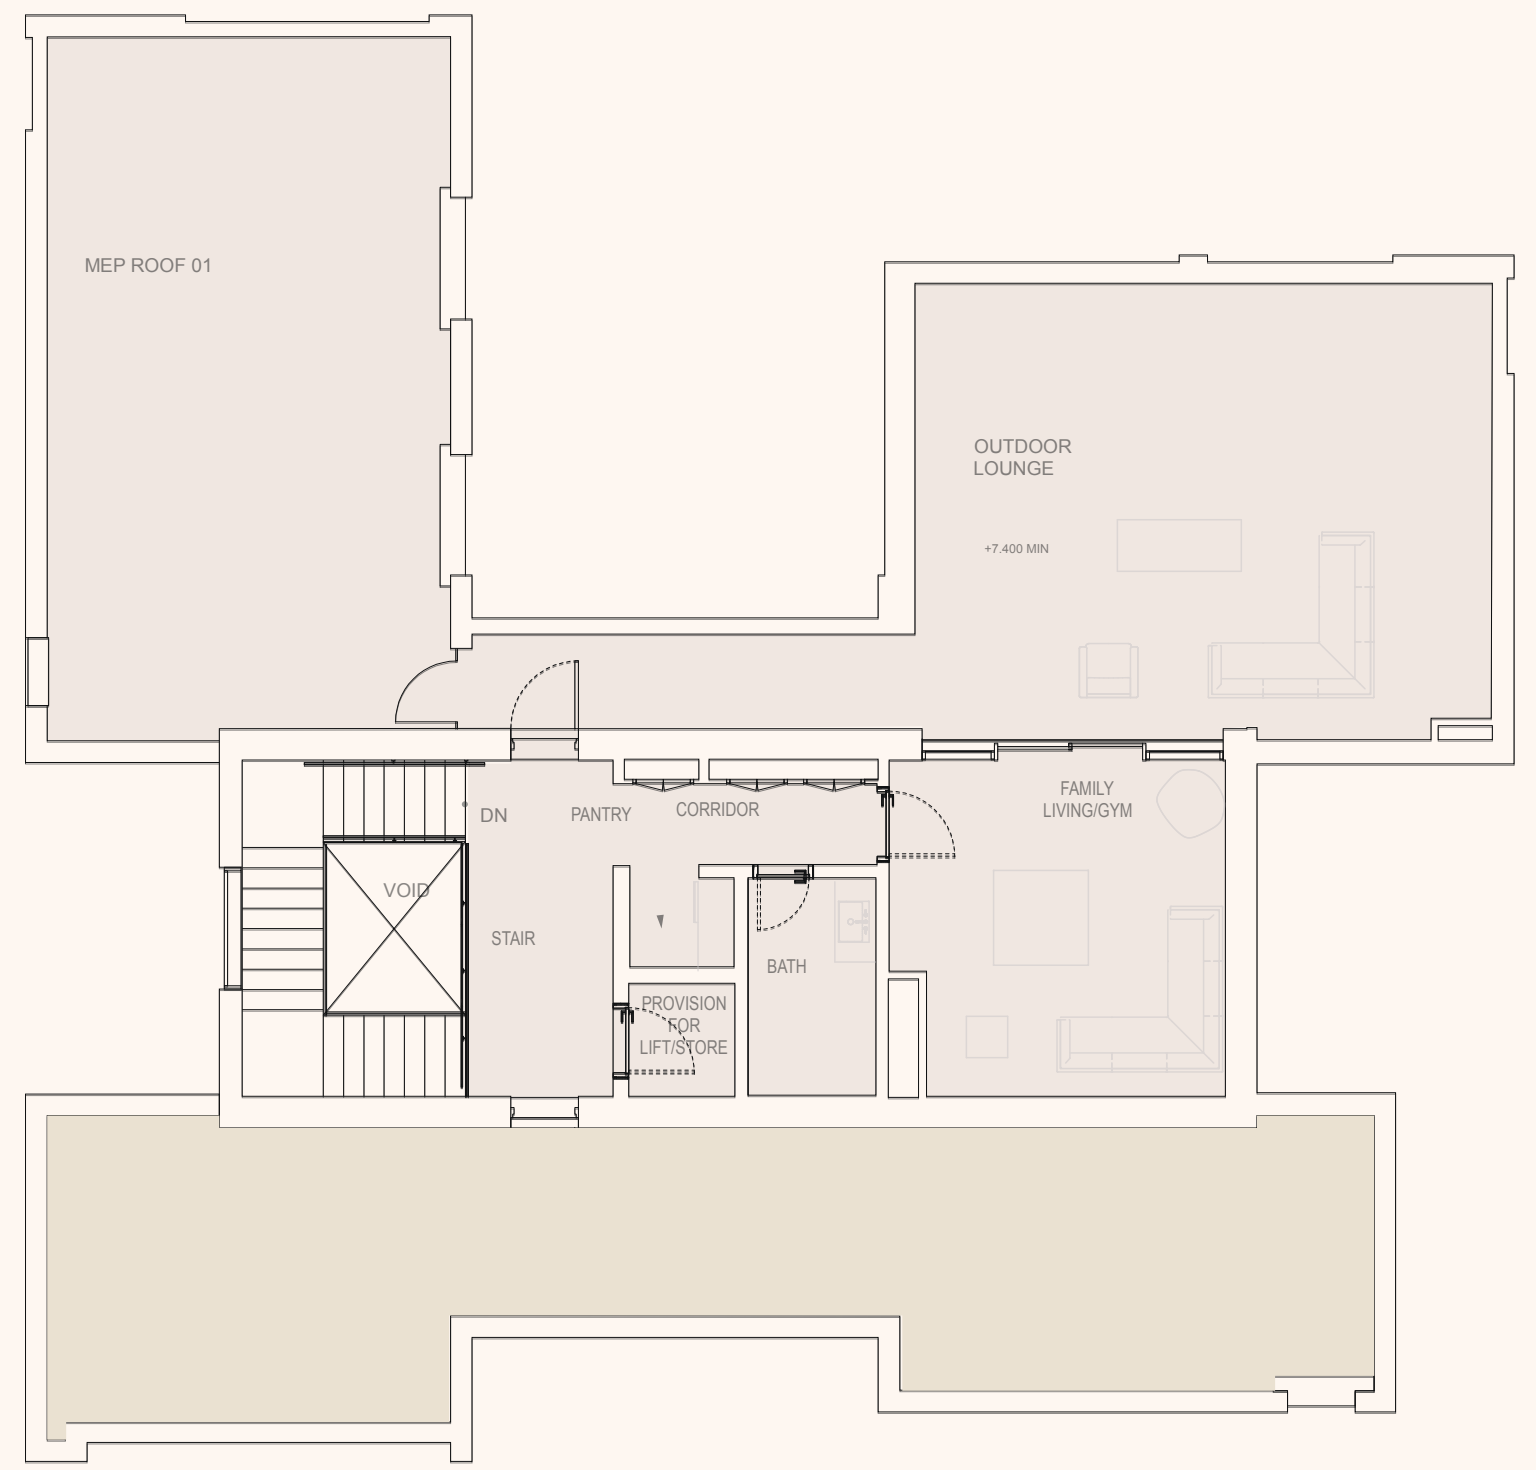 MEP ROOF 01
OUTDOOR
LOUNGE
+7.400 MIN
FAMILY
LIVING/GYM
DN
PANTRY
CORRIDOR
VOID
STAIR
BATH
PROVISION
FOR
LIFT/STORE